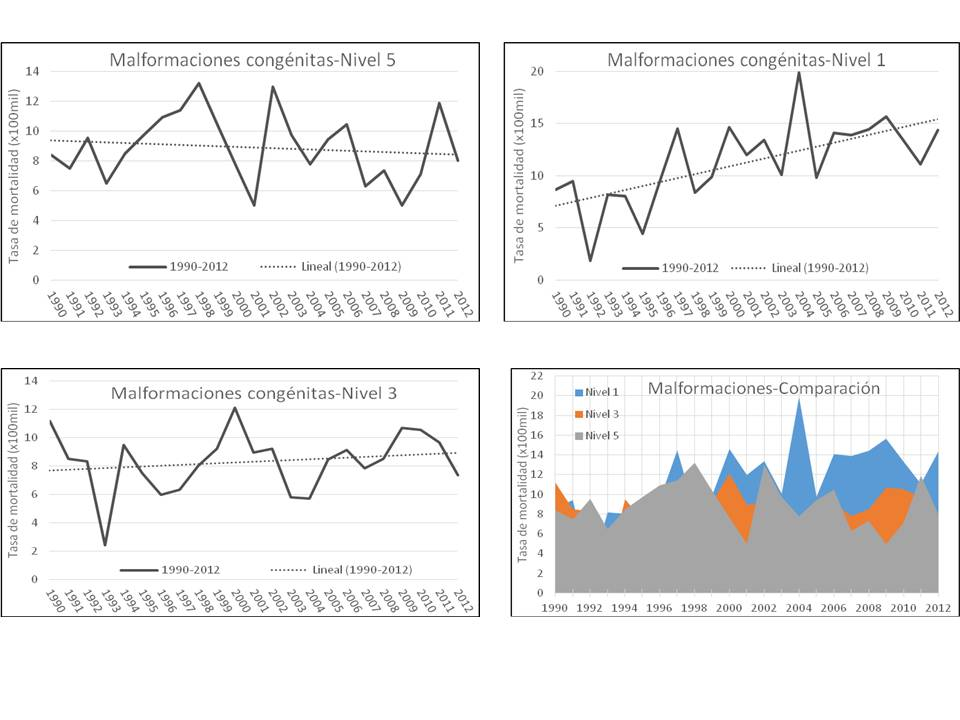 Malformaciones congénitas-Nivel 5
Tasa de mortalidad (x100mil)
14
12
10
8
6
4
2
0
1990-2012 Lineal (1990-2012)
1990 1991 1992 1993 1994 1995 1996 1997 1998 1999 2000 2001 2002 2003 2004 2005 2006 2007 2008 2009 2010 2011 2012
Malformaciones congénitas-Nivel 1
Tasa de mortalidad (x100mil)
20
15
10
5
0
1990-2012 Lineal (1990-2012)
1990 1991 1992 1993 1994 1995 1996 1997 1998 1999 2000 2001 2002 2003 2004 2005 2006 2007 2008 2009 2010 2011 2012
Malformaciones congénitas-Nivel 3
Tasa de mortalidad (x100mil)
14
12
10
8
6
4
2
0
1990-2012 Lineal (1990-2012)
1990 1991 1992 1993 1994 1995 1996 1997 1998 1999 2000 2001 2002 2003 2004 2005 2006 2007 2008 2009 2010 2011 2012
Malformaciones-Comparación
Nivel 1
Nivel 3
Nivel 5
Tasa de mortalidad (x100mil)
22
20
18
16
14
12
10
8
6
4
2
0
1990 1992 1994 1996 1998 2000 2002 2004 2006 2008 2010 2012